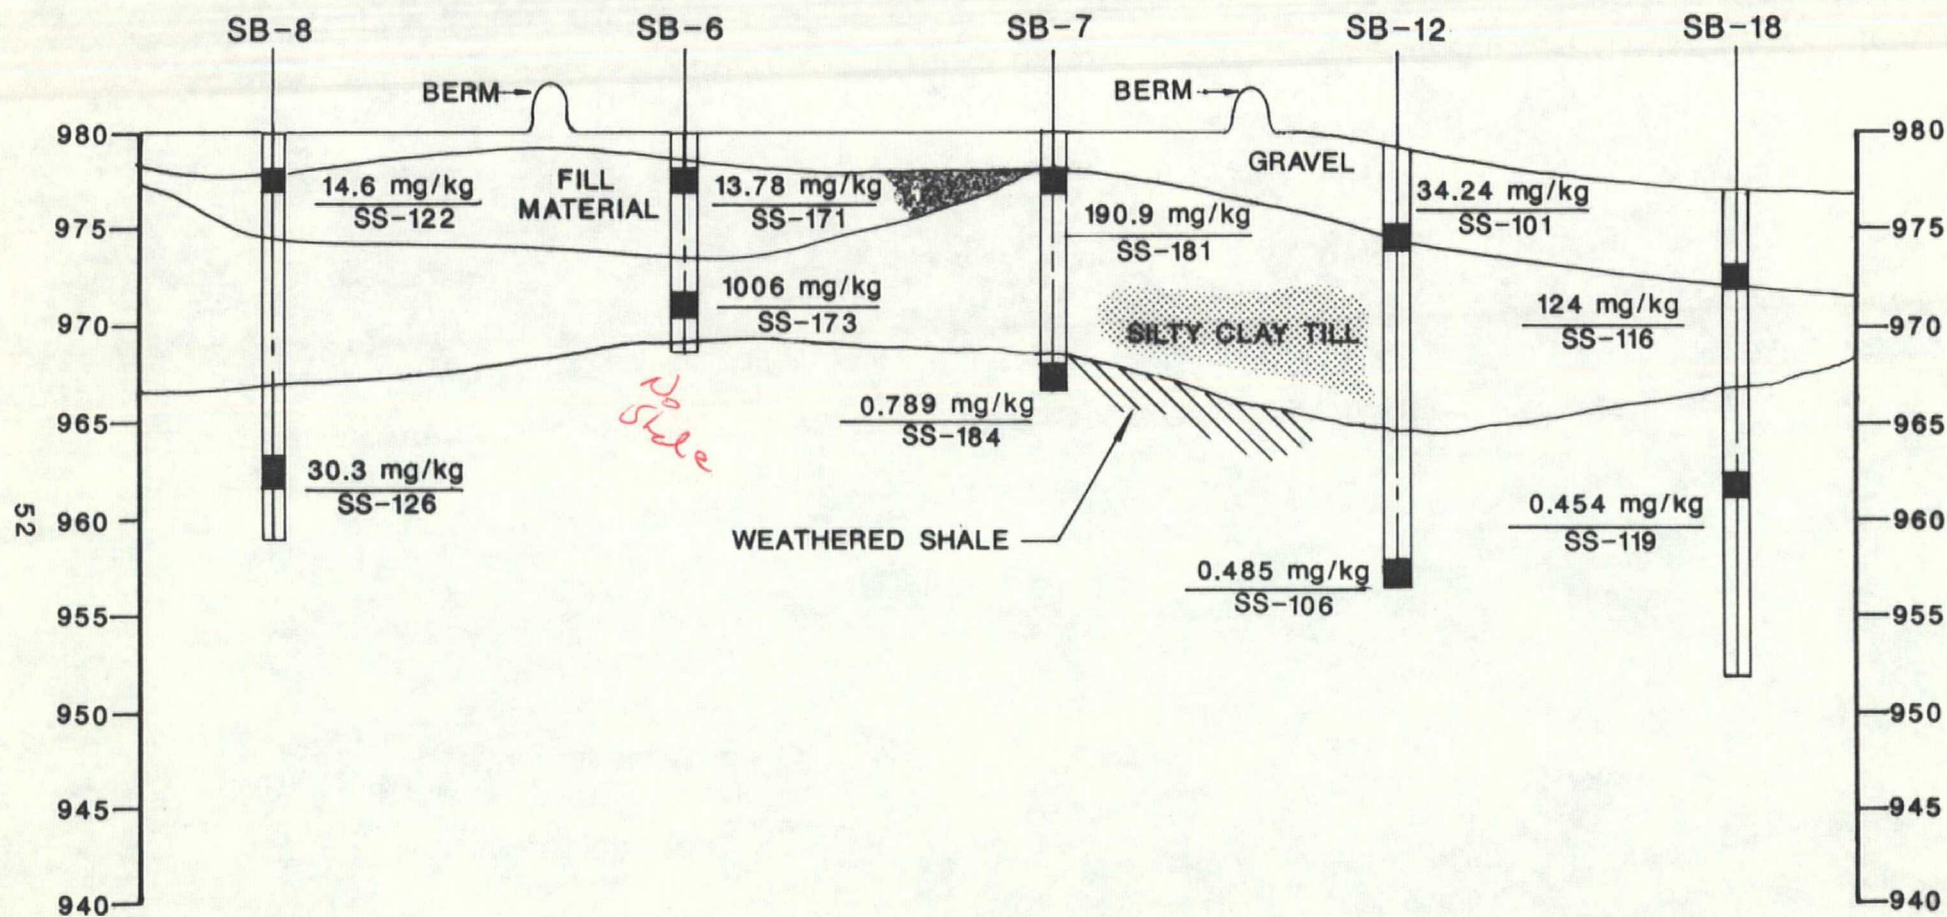 SB-8 SB-6 SB-7 SB-12 SB-18
BERM BERM
980 980
GRAVEL
14.6 mg/kg
SS-122
FILL
MATERIAL
13.78 mg/kg
SS-171
190.9 mg/kg
SS-181
34.24 mg/kg
SS-101
975 975
1006 mg/kg
SS-173
124 mg/kg
SS-116
970 970
SILTY CLAY TILL
No
Shale
0.789 mg/kg
SS-184
965 965
30.3 mg/kg
SS-126
0.454 mg/kg
SS-119
52
960 960
WEATHERED SHALE
0.485 mg/kg
SS-106
955 955
950 950
945 945
940 940